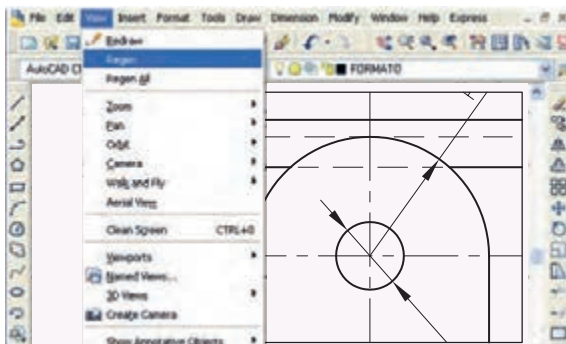 File Edit View Insert Format Tools Draw Dimension Modify Window Help Express
Redraw
AutoCAD Cl
Regen
FORMATO
Regen All
Zoom
Pan
Orbit
Camera
Walk and Fly
Aerial View
Clean Screen CTRL+0
Viewports
Named Views...
3D Views
Create Camera
Show Annotative Objects